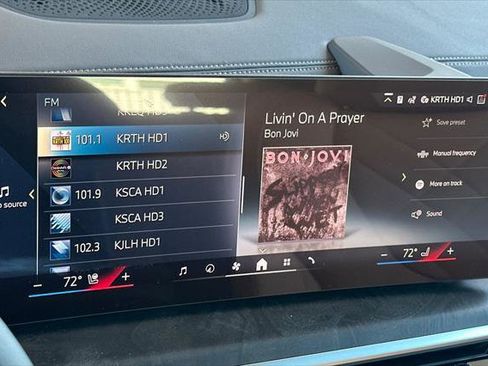 FM
KRTH HD1
Livin' On A Prayer
Bon Jovi
BON JOVI
Save preset
101.1 KRTH HD1
KRTH HD2
101.9 KSCA HD1
KSCA HD3
102.3 KJLH HD1
Manual frequency
More on track
Sound
o source
72°
72°